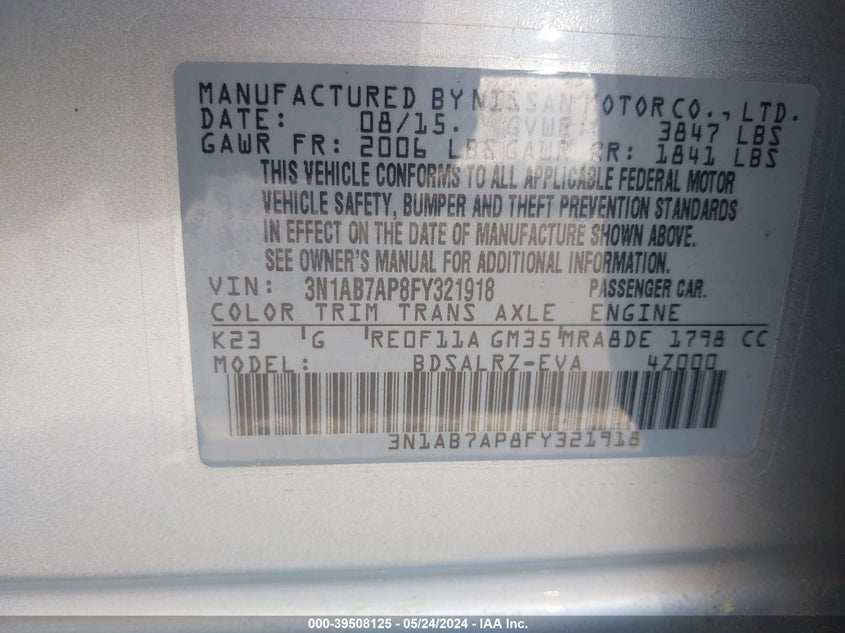 MANUFACTURED BY NISSAN MOTOR CO., LTD.
DATE: 08/15. GVWR: 3847 LBS
GAWR FR: 2006 LBS GAWR RR: 1841 LBS
THIS VEHICLE CONFORMS TO ALL APPLICABLE FEDERAL MOTOR
VEHICLE SAFETY, BUMPER AND THEFT PREVENTION STANDARDS
IN EFFECT ON THE DATE OF MANUFACTURE SHOWN ABOVE.
SEE OWNER'S MANUAL FOR ADDITIONAL INFORMATION.
VIN: 3N1AB7AP8FY321918 PASSENGER CAR.
COLOR TRIM TRANS AXLE ENGINE
K23 G RE0F11A GM35 MRA8DE 1798 CC
MODEL: BDSALRZ-EVA 4Z000
3N1AB7AP8FY321918
000-39508125 - 05/24/2024 - IAA Inc.